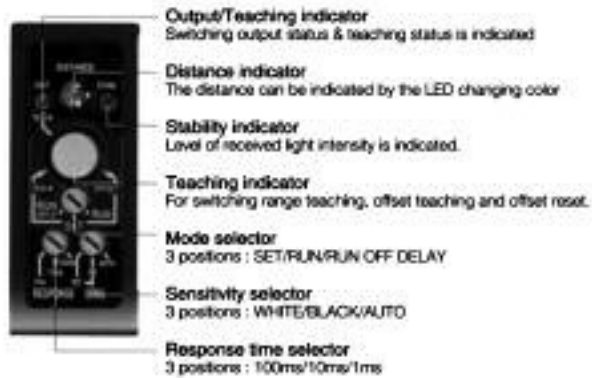 Output/Teaching indicator
Switching output status & teaching status is indicated
Distance indicator
The distance can be indicated by the LED changing color
Stability indicator
Level of received light intensity is indicated.
Teaching indicator
For switching range teaching, offset teaching and offset reset.
Mode selector
3 positions : SET/RUN/RUN OFF DELAY
Sensitivity selector
3 positions : WHITE/BLACK/AUTO
Response time selector
3 positions : 100ms/10ms/1ms
DISTANCE
RESPONSE